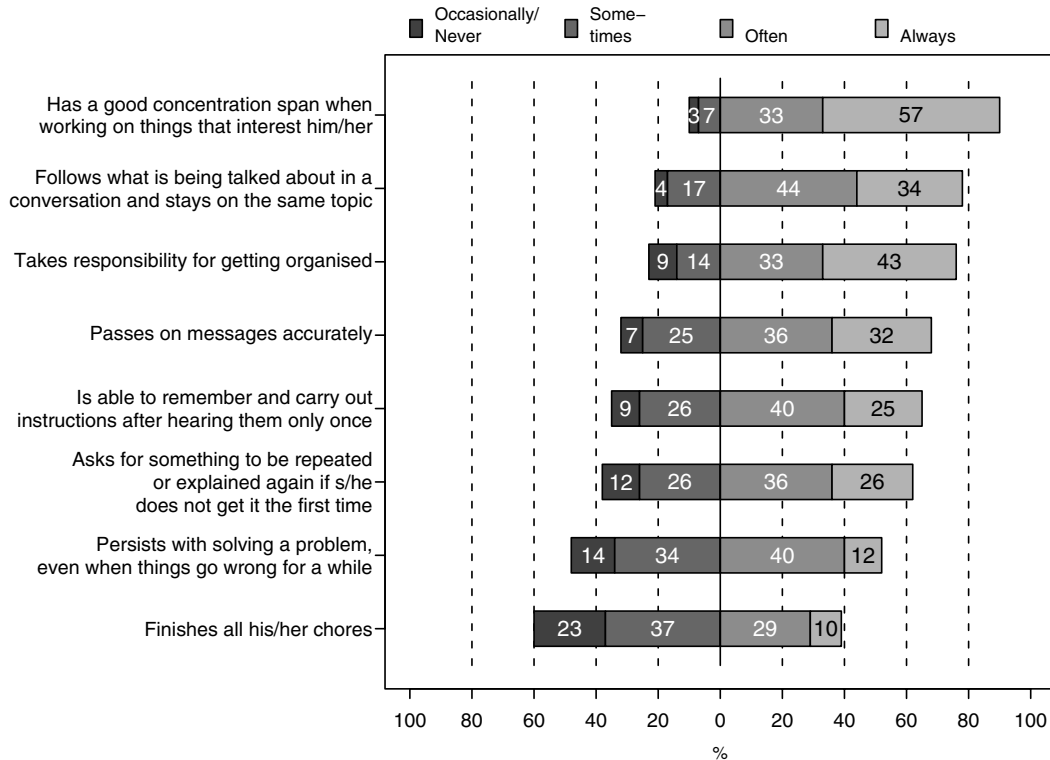 Occasionally/
Never
Some-
times
Often
Always
Has a good concentration span when
working on things that interest him/her
3 7 33 57
Follows what is being talked about in a
conversation and stays on the same topic
4 17 44 34
Takes responsibility for getting organised
9 14 33 43
Passes on messages accurately
7 25 36 32
Is able to remember and carry out
instructions after hearing them only once
9 26 40 25
Asks for something to be repeated
or explained again if s/he
does not get it the first time
12 26 36 26
Persists with solving a problem,
even when things go wrong for a while
14 34 40 12
Finishes all his/her chores
23 37 29 10
100 80 60 40 20 0 20 40 60 80 100
%